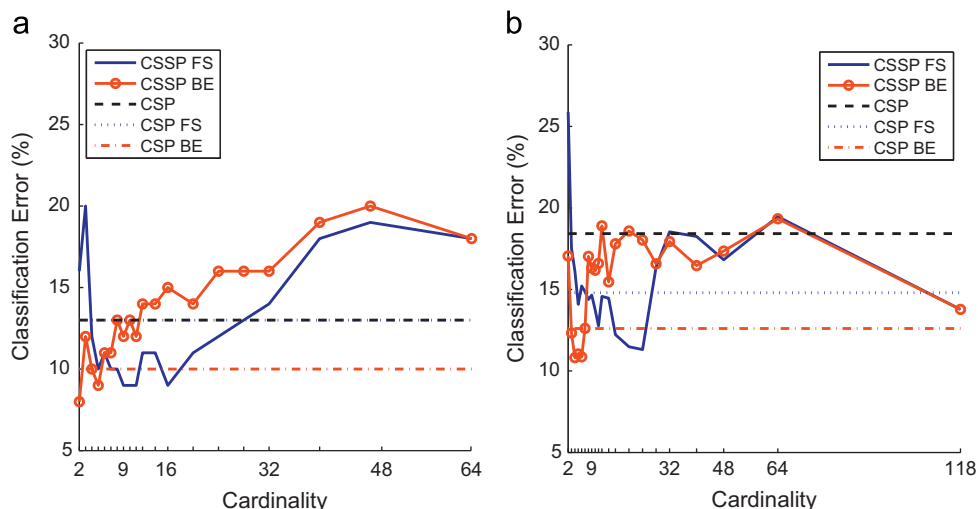 a
30
25
20
15
10
5
Classification Error (%)
CSSP FS
CSSP BE
CSP
CSP FS
CSP BE
2 9 16 32 48 64
Cardinality
b
30
25
20
15
10
5
Classification Error (%)
CSSP FS
CSSP BE
CSP
CSP FS
CSP BE
2 9 32 48 64 118
Cardinality